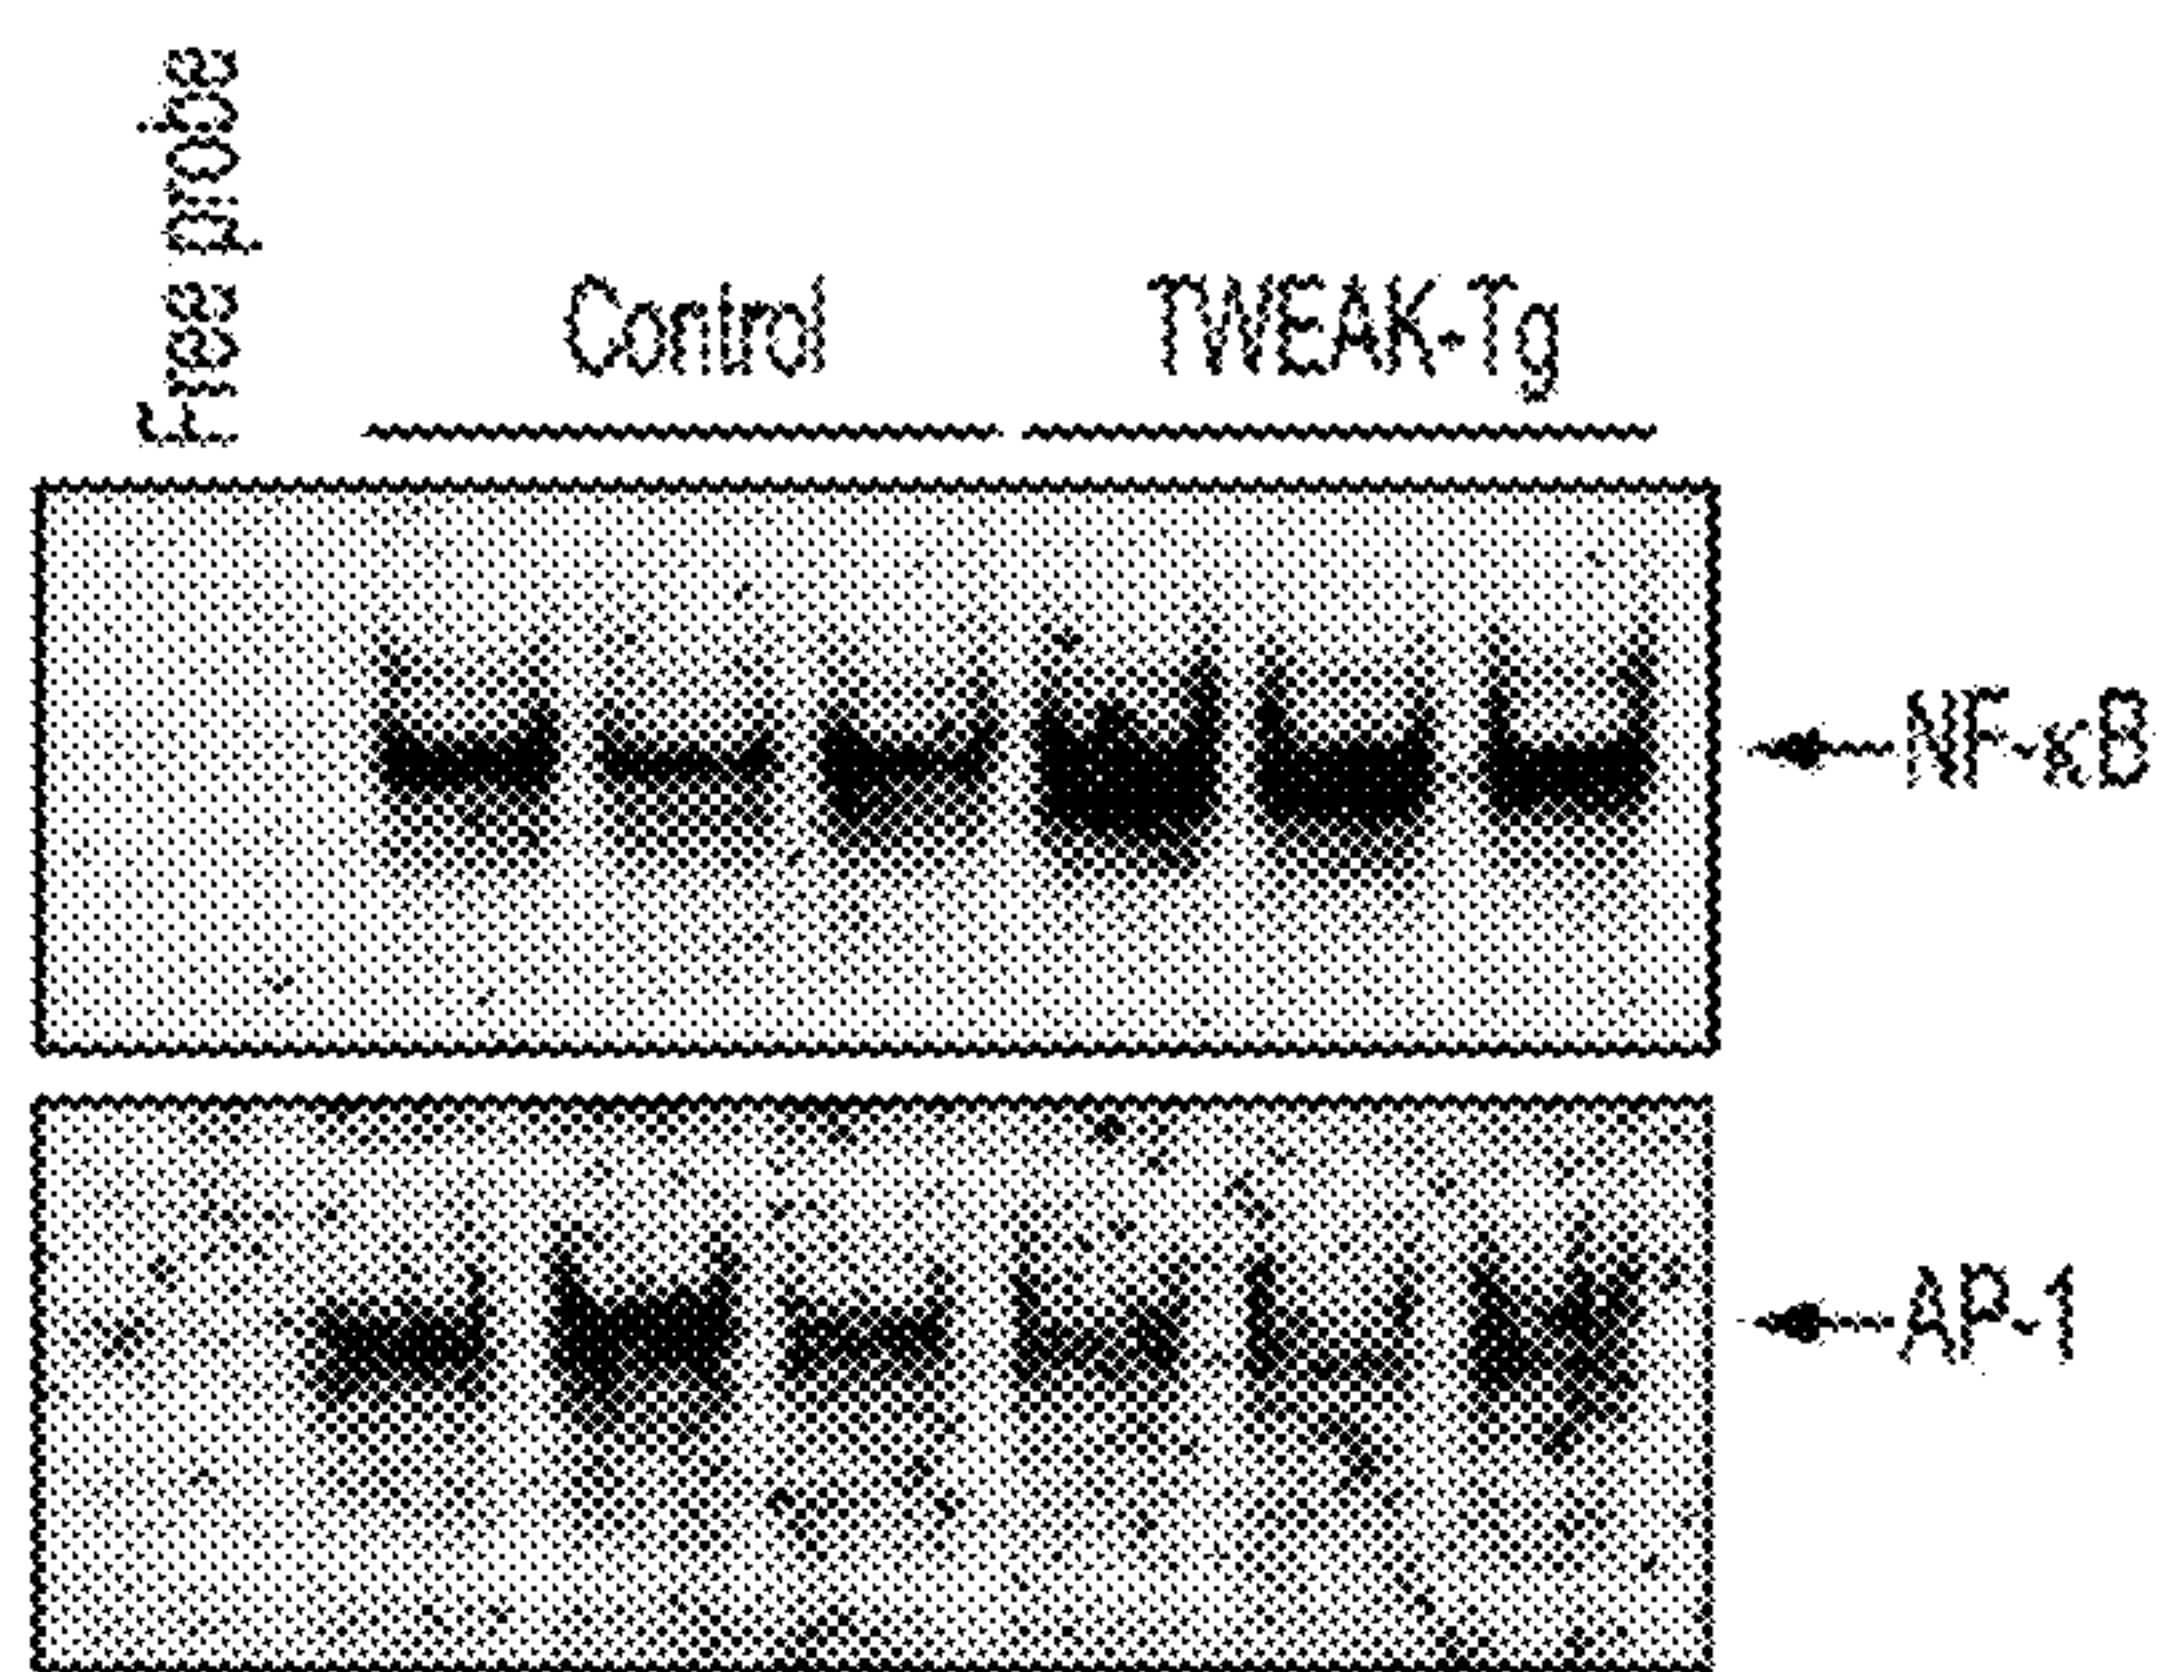 Free probe
Control
TWEAK-Tg
NF-κB
AP-1